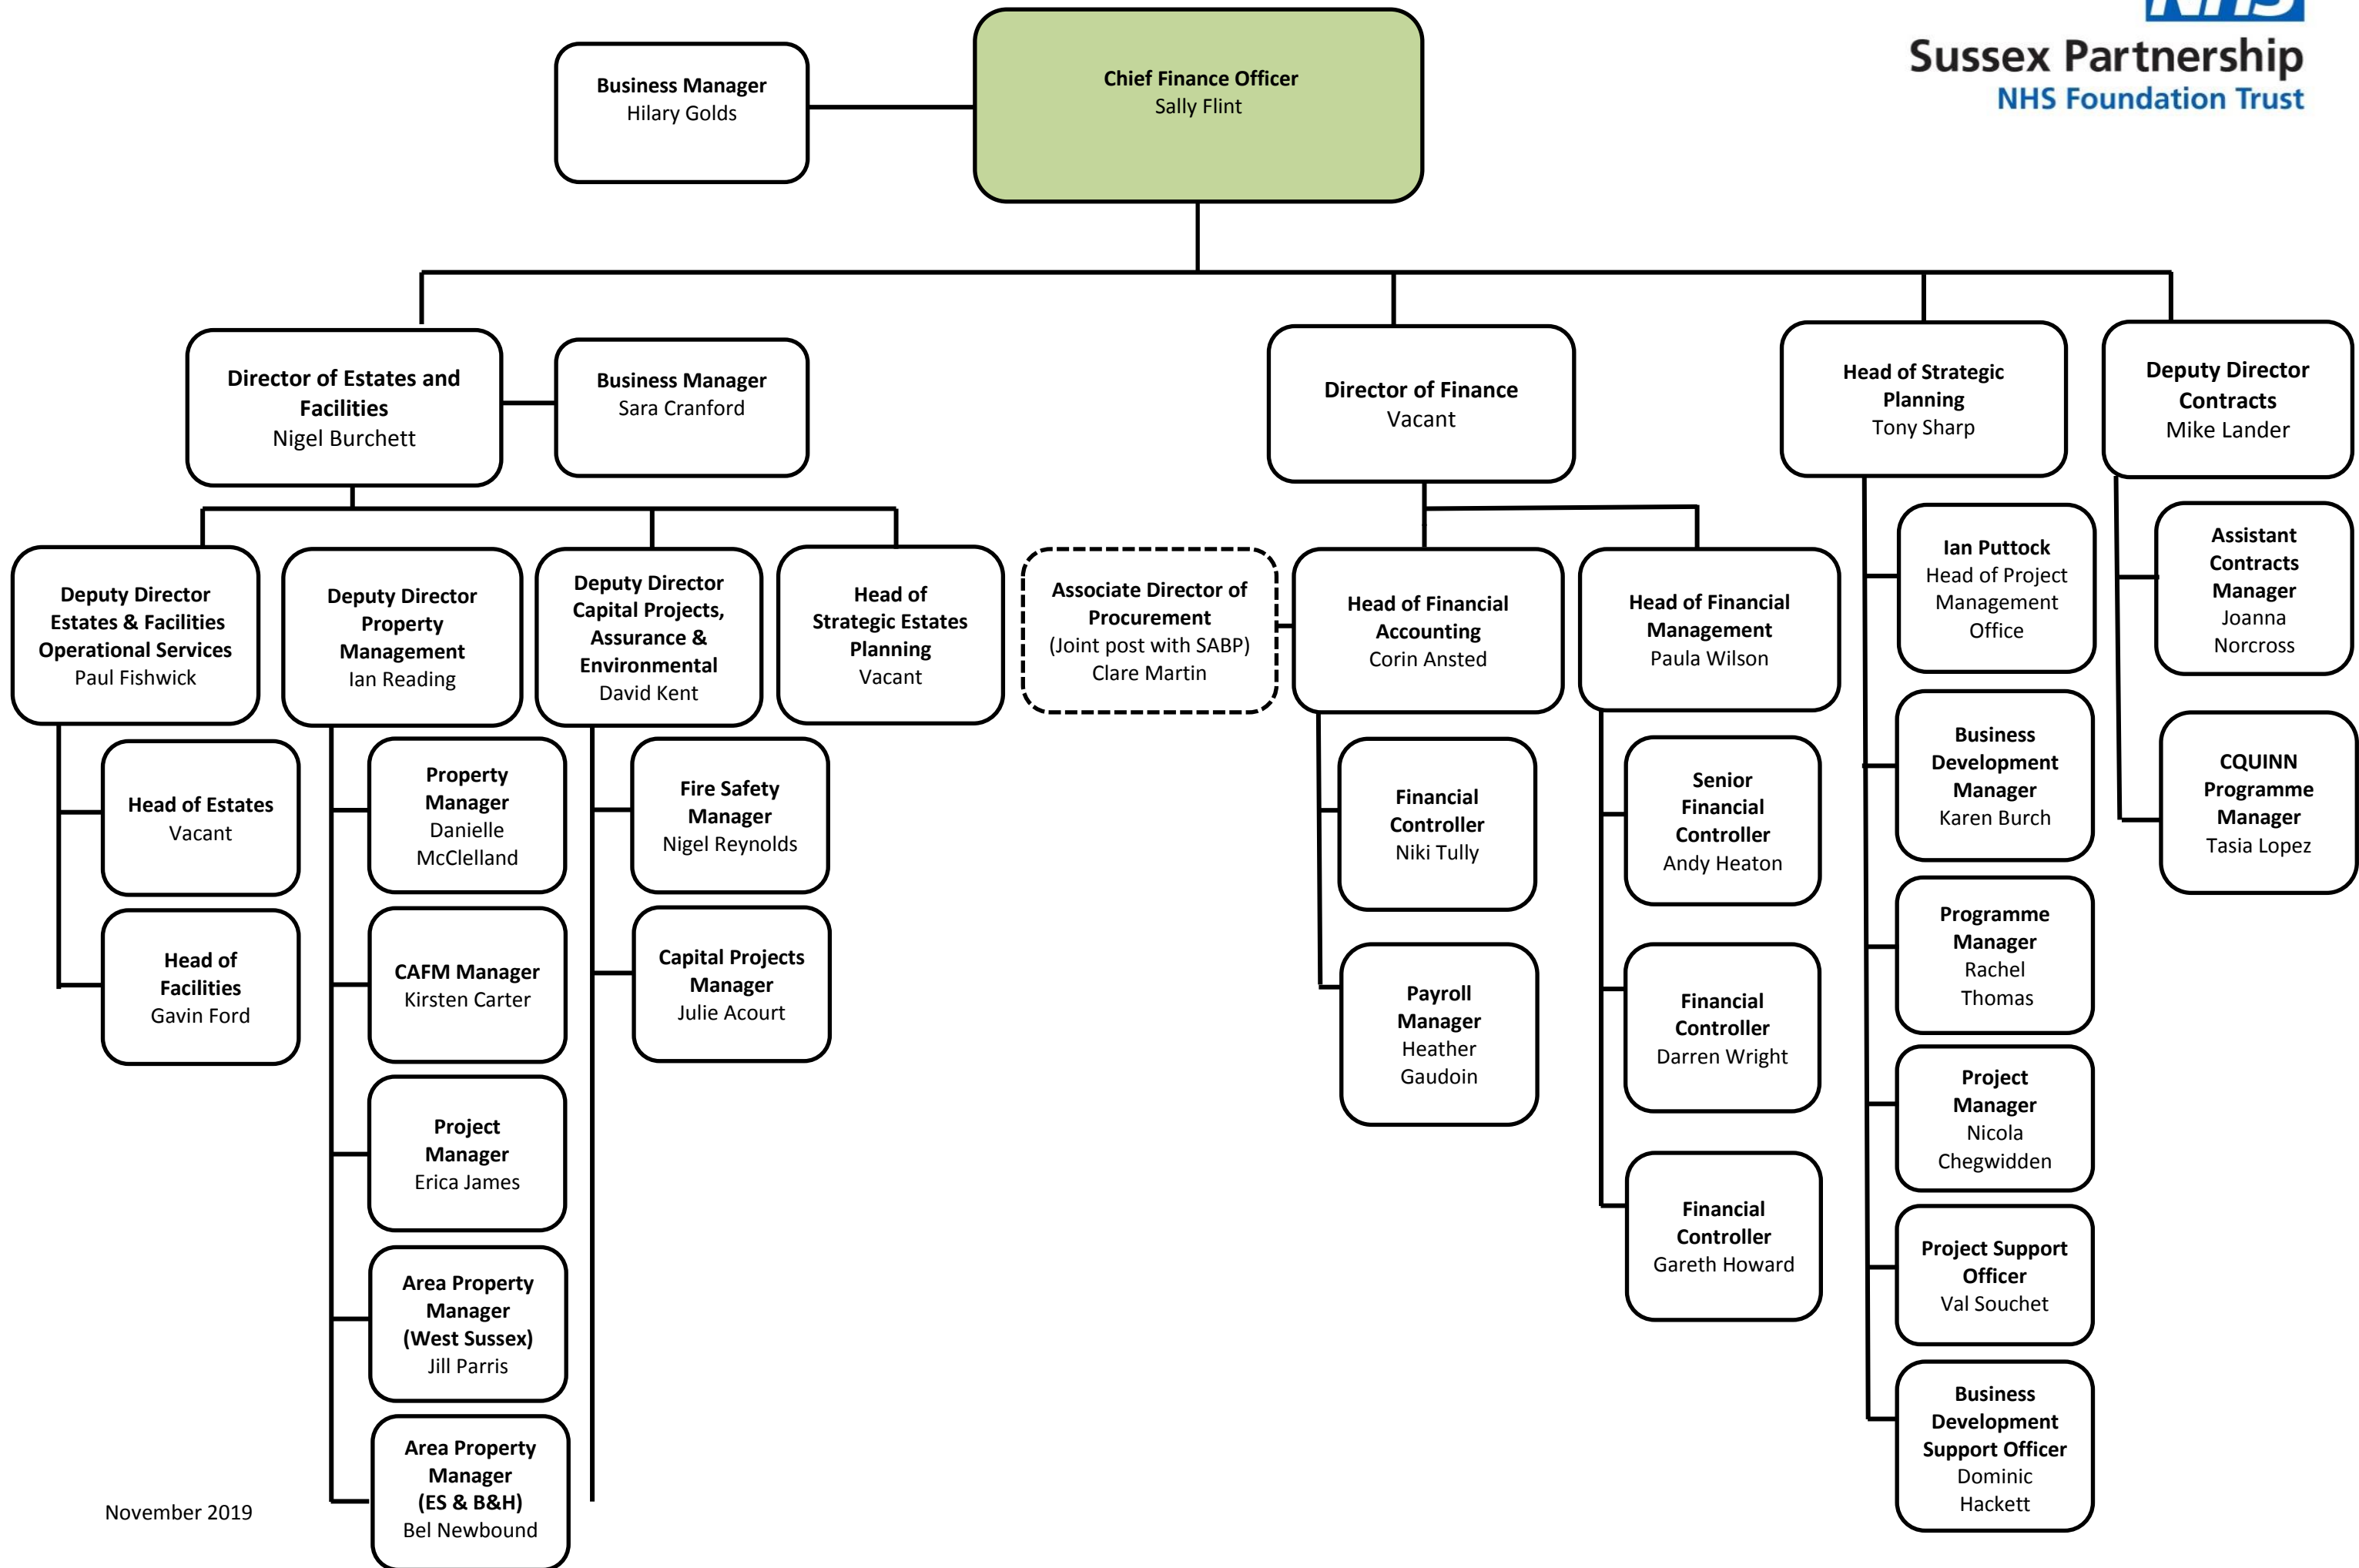 NHS
Sussex Partnership
NHS Foundation Trust
Business Manager
Hilary Golds
Chief Finance Officer
Sally Flint
Director of Estates and
Facilities
Nigel Burchett
Business Manager
Sara Cranford
Director of Finance
Vacant
Head of Strategic
Planning
Tony Sharp
Deputy Director
Contracts
Mike Lander
Deputy Director
Estates & Facilities
Operational Services
Paul Fishwick
Deputy Director
Property
Management
Ian Reading
Deputy Director
Capital Projects,
Assurance &
Environmental
David Kent
Head of
Strategic Estates
Planning
Vacant
Associate Director of
Procurement
(Joint post with SABP)
Clare Martin
Head of Financial
Accounting
Corin Ansted
Head of Financial
Management
Paula Wilson
Ian Puttock
Head of Project
Management
Office
Assistant
Contracts
Manager
Joanna
Norcross
Head of Estates
Vacant
Head of
Facilities
Gavin Ford
Property
Manager
Danielle
McClelland
CAFM Manager
Kirsten Carter
Project
Manager
Erica James
Area Property
Manager
(West Sussex)
Jill Parris
Area Property
Manager
(ES & B&H)
Bel Newbound
Fire Safety
Manager
Nigel Reynolds
Capital Projects
Manager
Julie Acourt
Financial
Controller
Niki Tully
Payroll
Manager
Heather
Gaudoin
Senior
Financial
Controller
Andy Heaton
Financial
Controller
Darren Wright
Financial
Controller
Gareth Howard
Business
Development
Manager
Karen Burch
Programme
Manager
Rachel
Thomas
Project
Manager
Nicola
Chegwidden
Project Support
Officer
Val Souchet
Business
Development
Support Officer
Dominic
Hackett
CQUINN
Programme
Manager
Tasia Lopez
November 2019